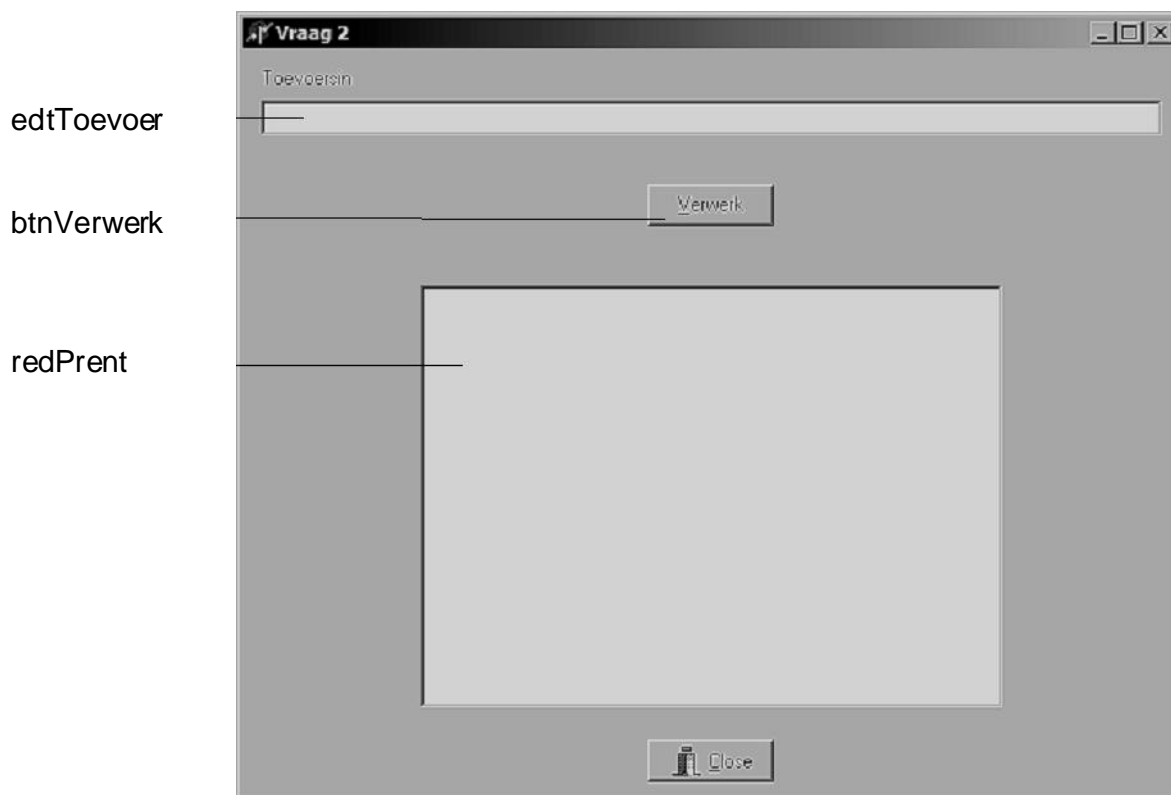 Vraag 2
Toevoersin
edtToevoer
Verwerk
btnVerwerk
redPrent
Close